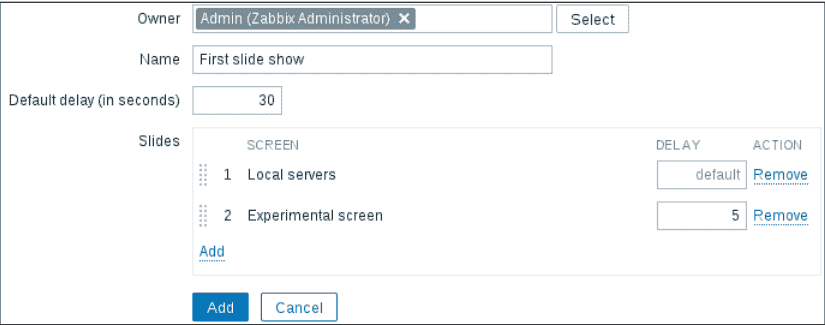 Owner Admin (Zabbix Administrator) ✕ Select
Name First slide show
Default delay (in seconds) 30
Slides SCREEN DELAY ACTION
1 Local servers default Remove
2 Experimental screen 5 Remove
Add
Add Cancel